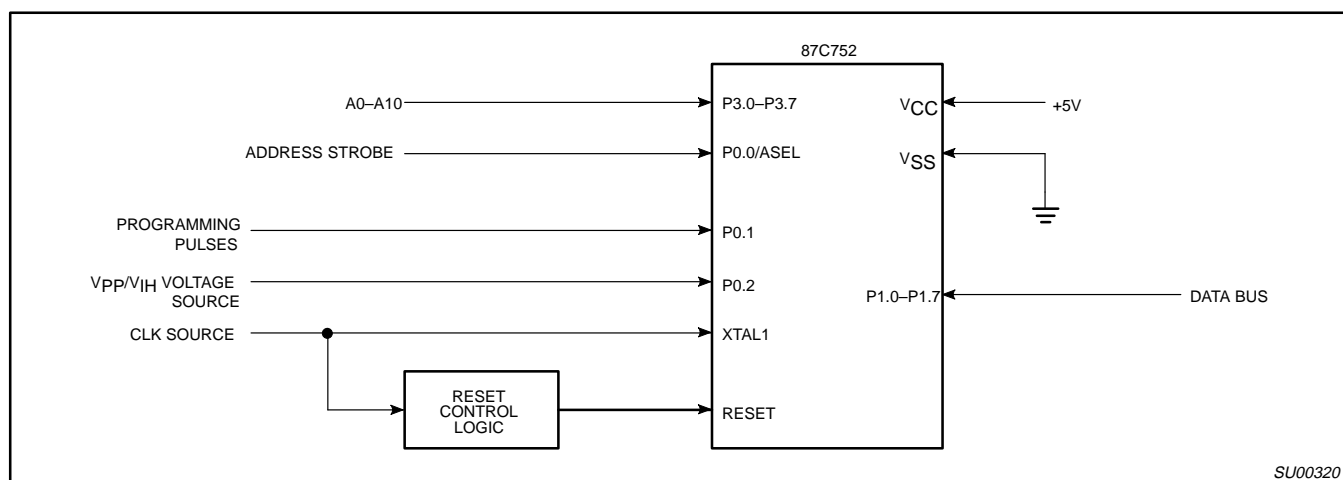 87C752
A0–A10
P3.0–P3.7
VCC
+5V
ADDRESS STROBE
P0.0/ASEL
VSS
PROGRAMMING
PULSES
P0.1
VPP/VIH VOLTAGE
SOURCE
P0.2
P1.0–P1.7
DATA BUS
CLK SOURCE
XTAL1
RESET
CONTROL
LOGIC
RESET
SU00320